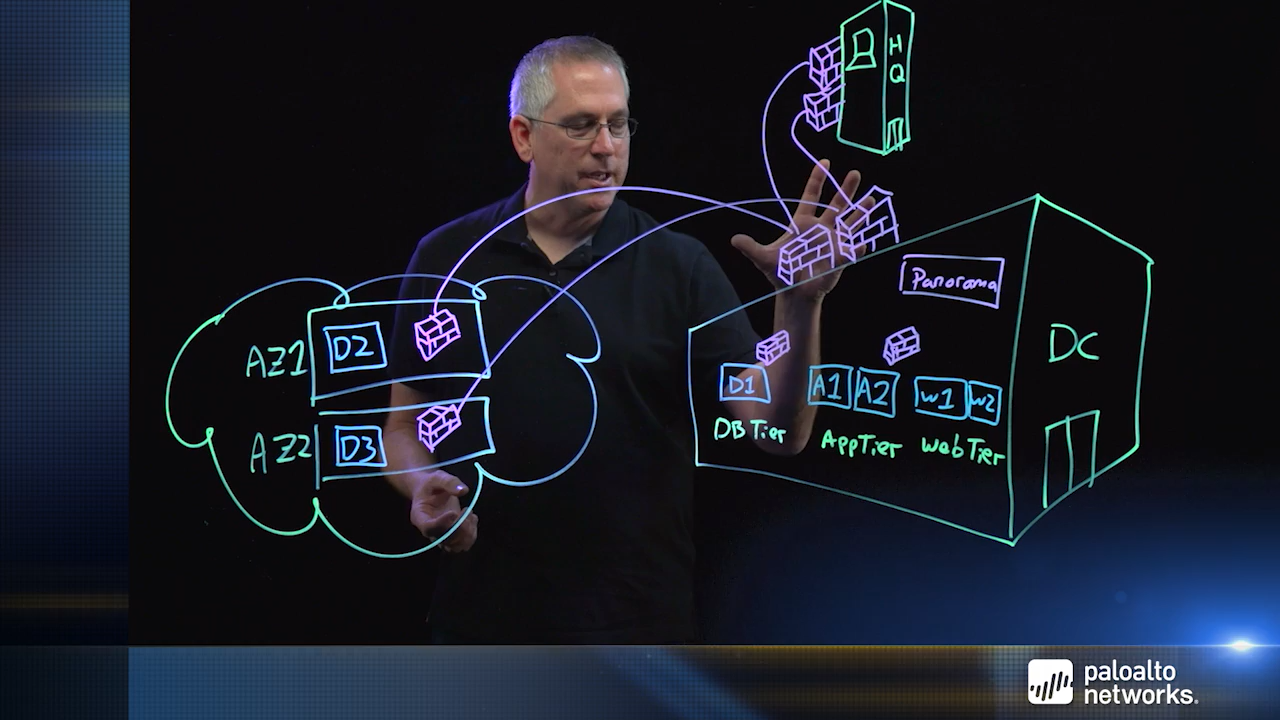 HQ
Panorama
DC
AZ1
D2
AZ2
D3
D1
A1
A2
W1
W2
DB Tier
AppTier
WebTier
paloalto
networks.